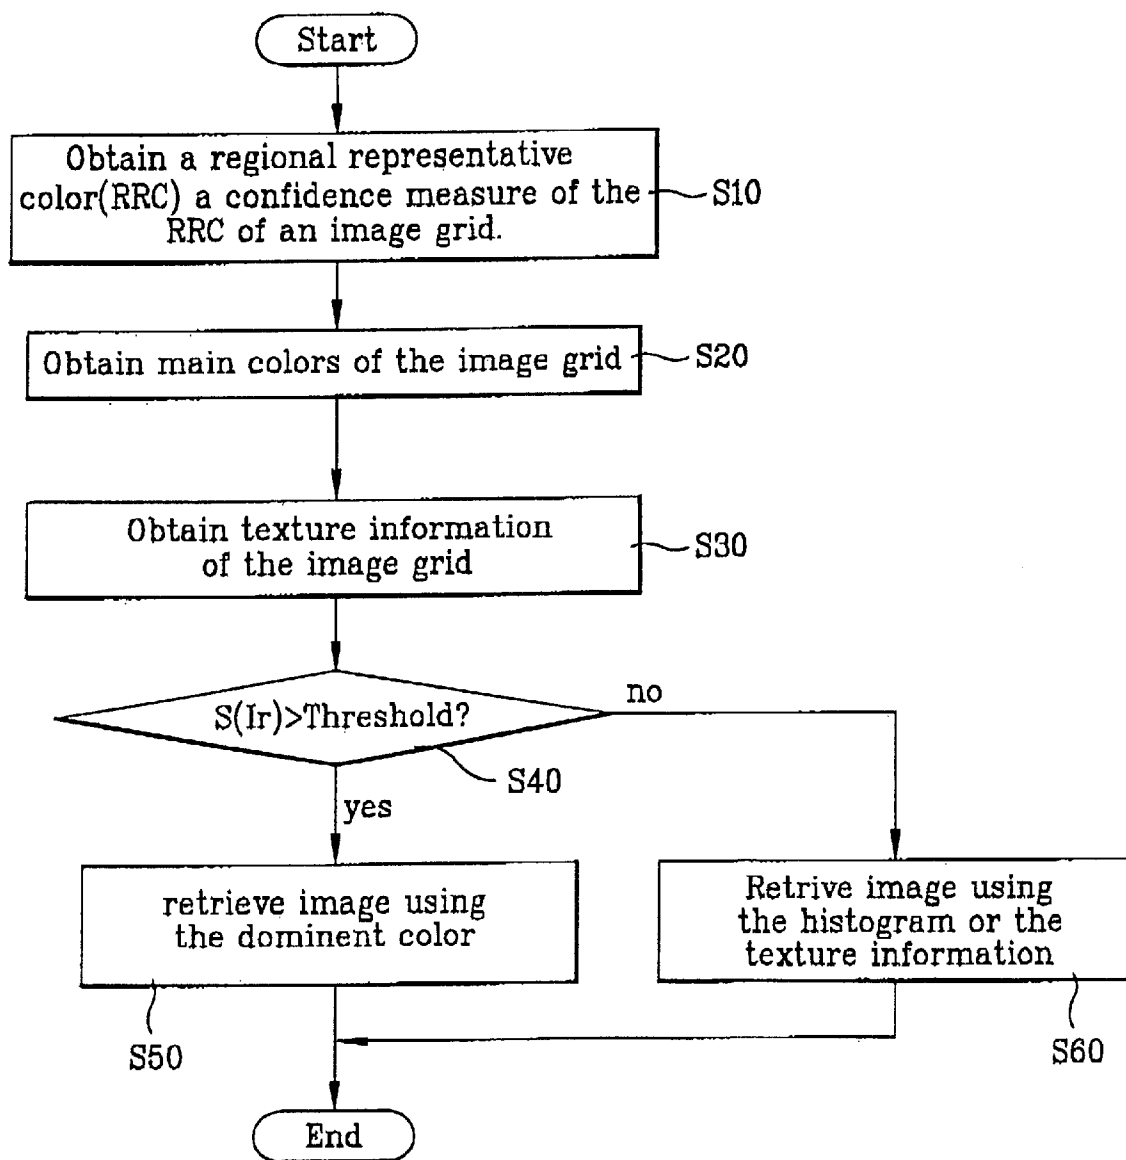 Start
Obtain a regional representative
color(RRC) a confidence measure of the
RRC of an image grid.
S10
Obtain main colors of the image grid
S20
Obtain texture information
of the image grid
S30
S(Ir)>Threshold?
no
S40
yes
retrieve image using
the dominent color
S50
Retrive image using
the histogram or the
texture information
S60
End